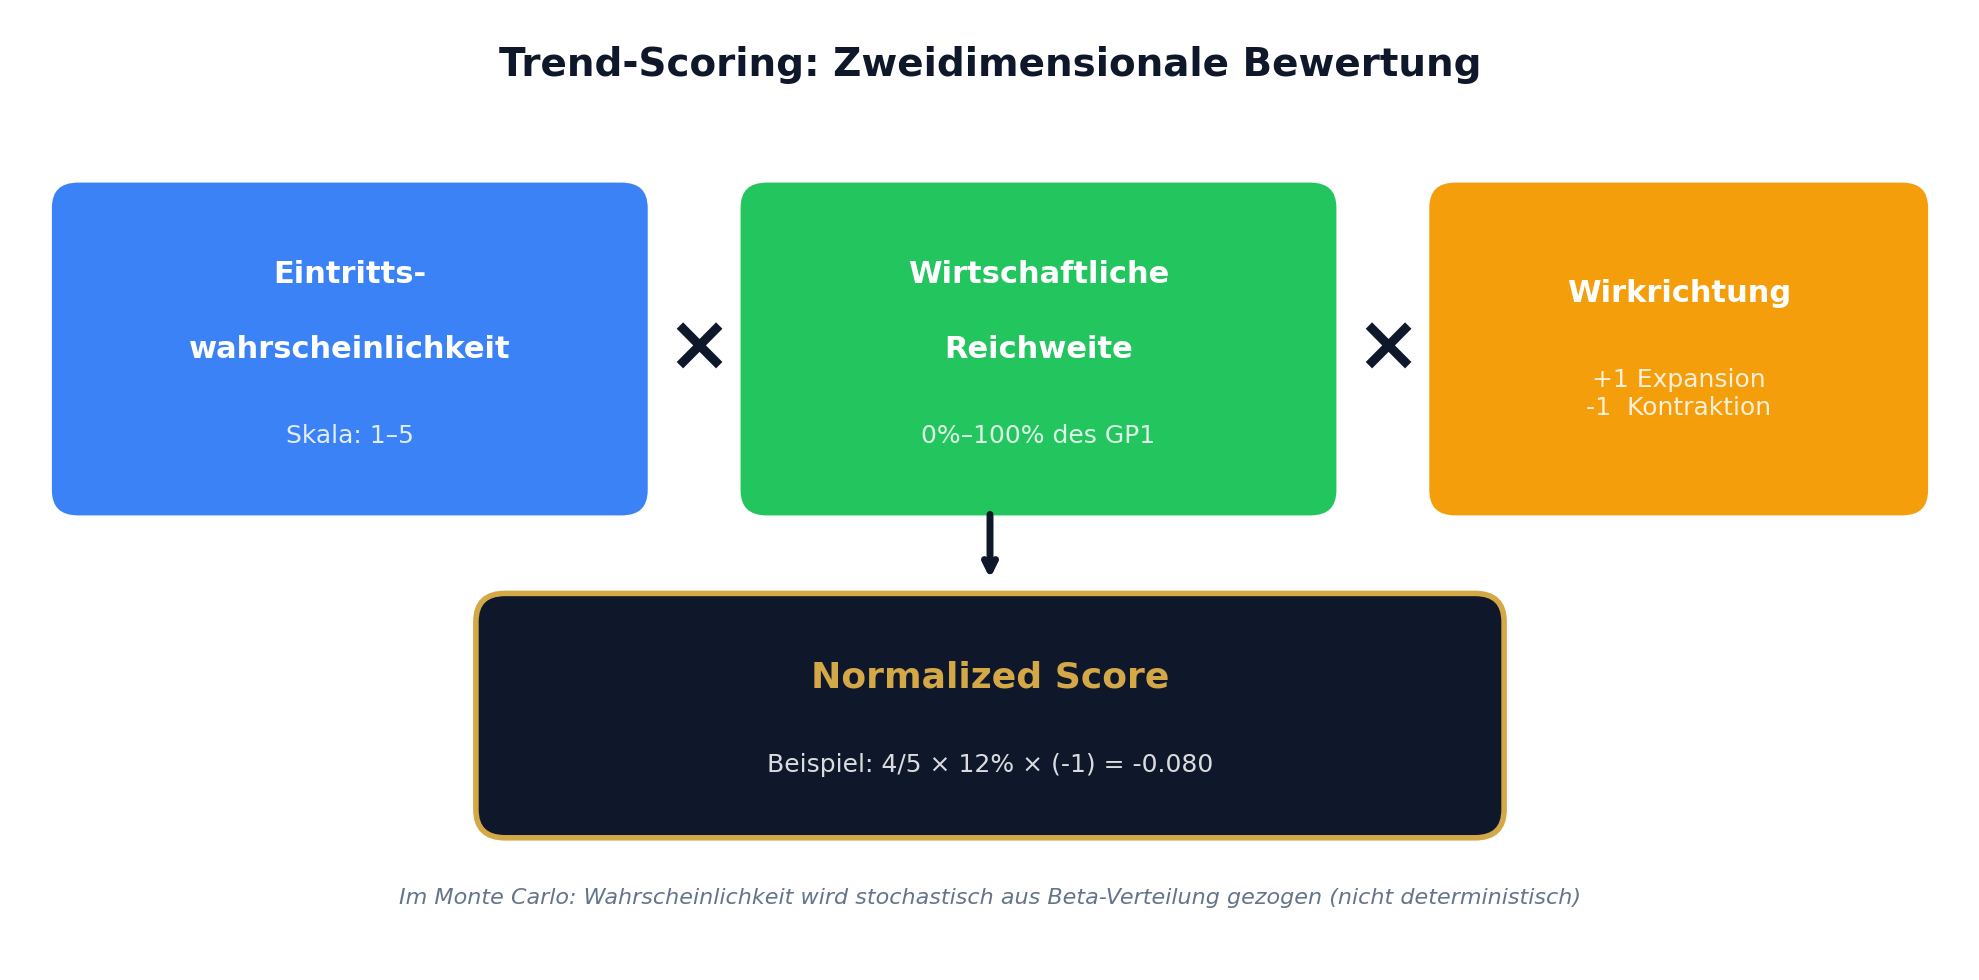 Trend-Scoring: Zweidimensionale Bewertung
Eintritts-
wahrscheinlichkeit
Skala: 1–5
×
Wirtschaftliche
Reichweite
0%–100% des GP1
×
Wirkrichtung
+1 Expansion
-1 Kontraktion
Normalized Score
Beispiel: 4/5 × 12% × (-1) = -0.080
Im Monte Carlo: Wahrscheinlichkeit wird stochastisch aus Beta-Verteilung gezogen (nicht deterministisch)